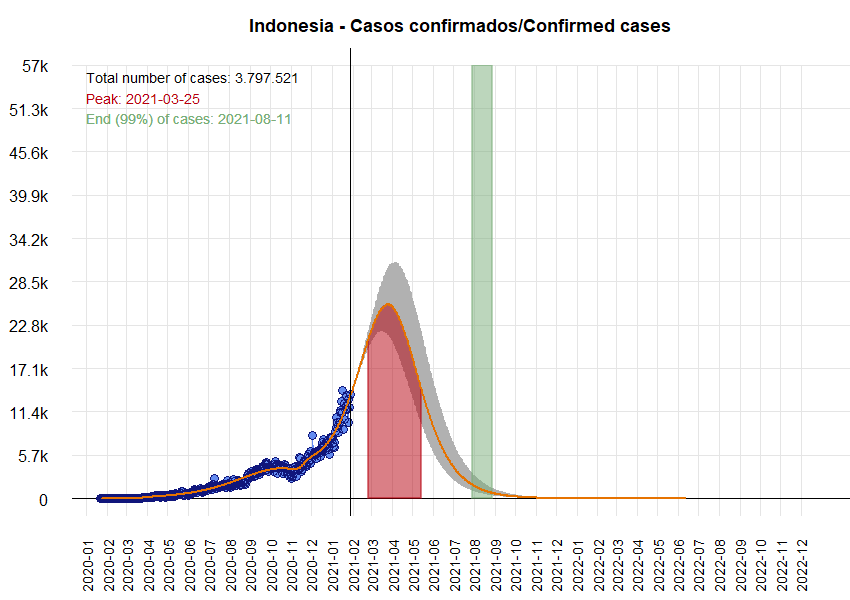 Indonesia - Casos confirmados/Confirmed cases
57k
Total number of cases: 3.797.521
Peak: 2021-03-25
End (99%) of cases: 2021-08-11
51.3k
45.6k
39.9k
34.2k
28.5k
22.8k
17.1k
11.4k
5.7k
0
2020-01
2020-02
2020-03
2020-04
2020-05
2020-06
2020-07
2020-08
2020-09
2020-10
2020-11
2020-12
2021-01
2021-02
2021-03
2021-04
2021-05
2021-06
2021-07
2021-08
2021-09
2021-10
2021-11
2021-12
2022-02
2022-03
2022-04
2022-05
2022-06
2022-07
2022-08
2022-09
2022-10
2022-11
2022-12